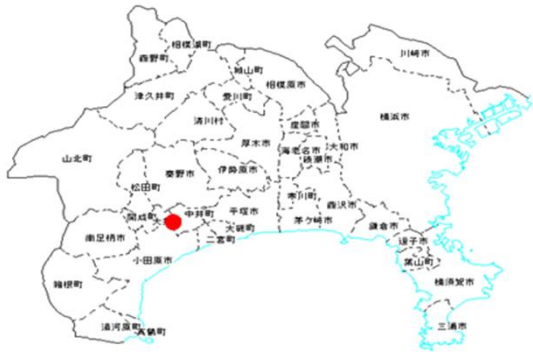 相模湖町
藤野町
城山町
相模原市
川崎市
津久井町
愛川町
清川村
座間市
横浜市
厚木市
大和市
海老名市
綾瀬市
山北町
秦野市
伊勢原市
松田町
寒川町
藤沢市
開成町
大
中井町
平塚市
茅ケ崎市
鎌倉市
大磯町
二宮町
南足柄市
逗子市
葉山町
小田原市
箱根町
横須賀市
湯河原町
真鶴町
三浦市